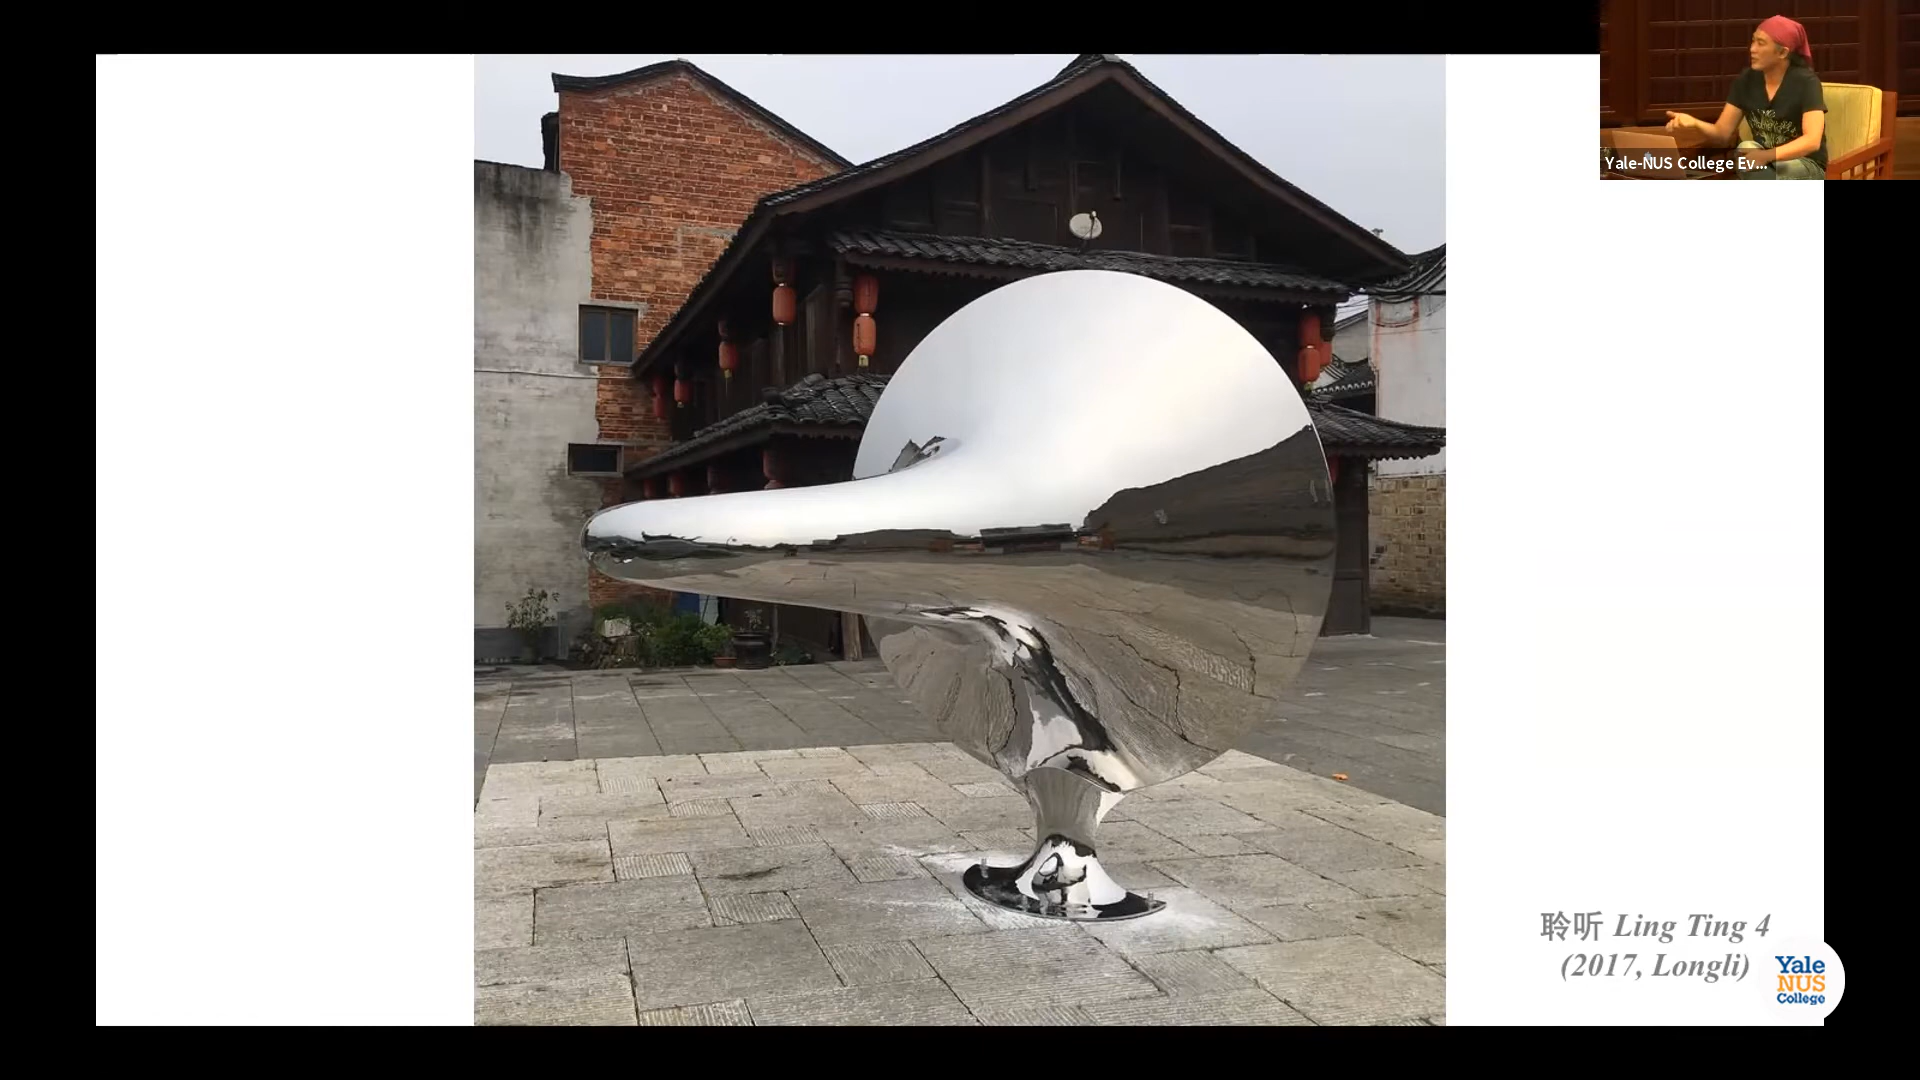 Yale-NUS College Ev...
聆听 Ling Ting 4
(2017, Longli)
Yale
NUS
College